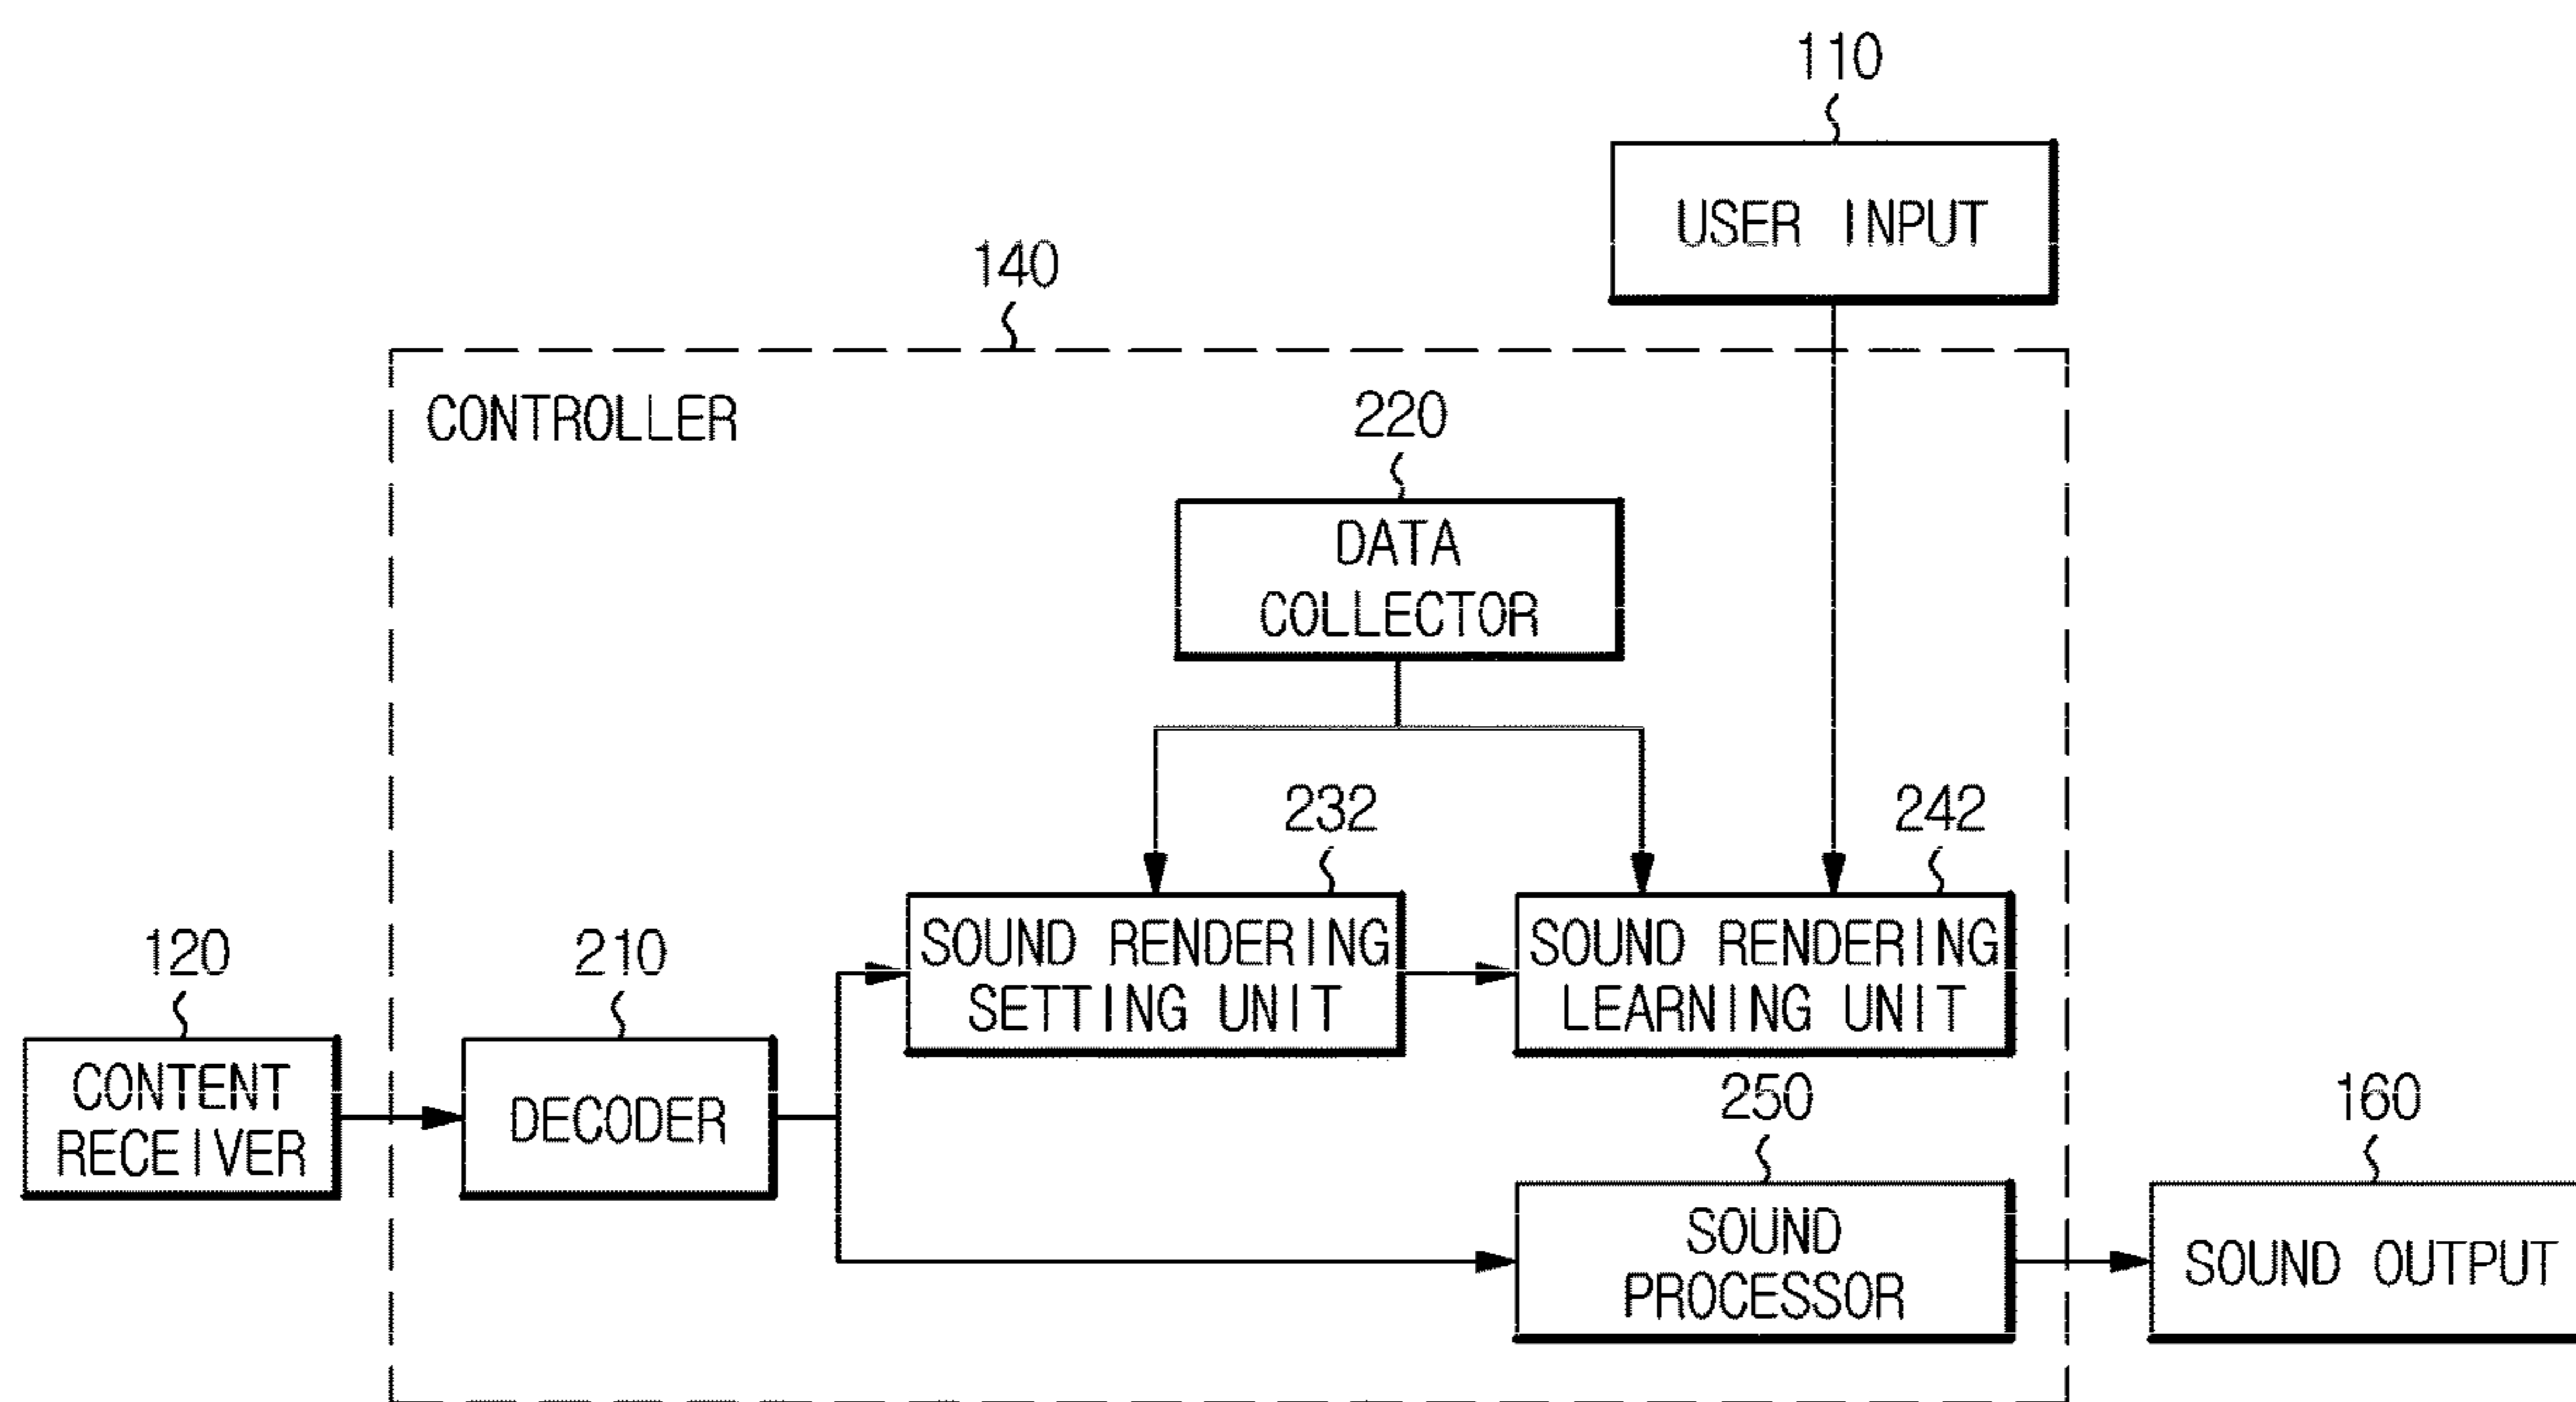 110
USER INPUT
140
CONTROLLER
220
DATA
COLLECTOR
232
SOUND RENDERING
SETTING UNIT
242
SOUND RENDERING
LEARNING UNIT
120
CONTENT
RECEIVER
210
DECODER
250
SOUND
PROCESSOR
160
SOUND OUTPUT